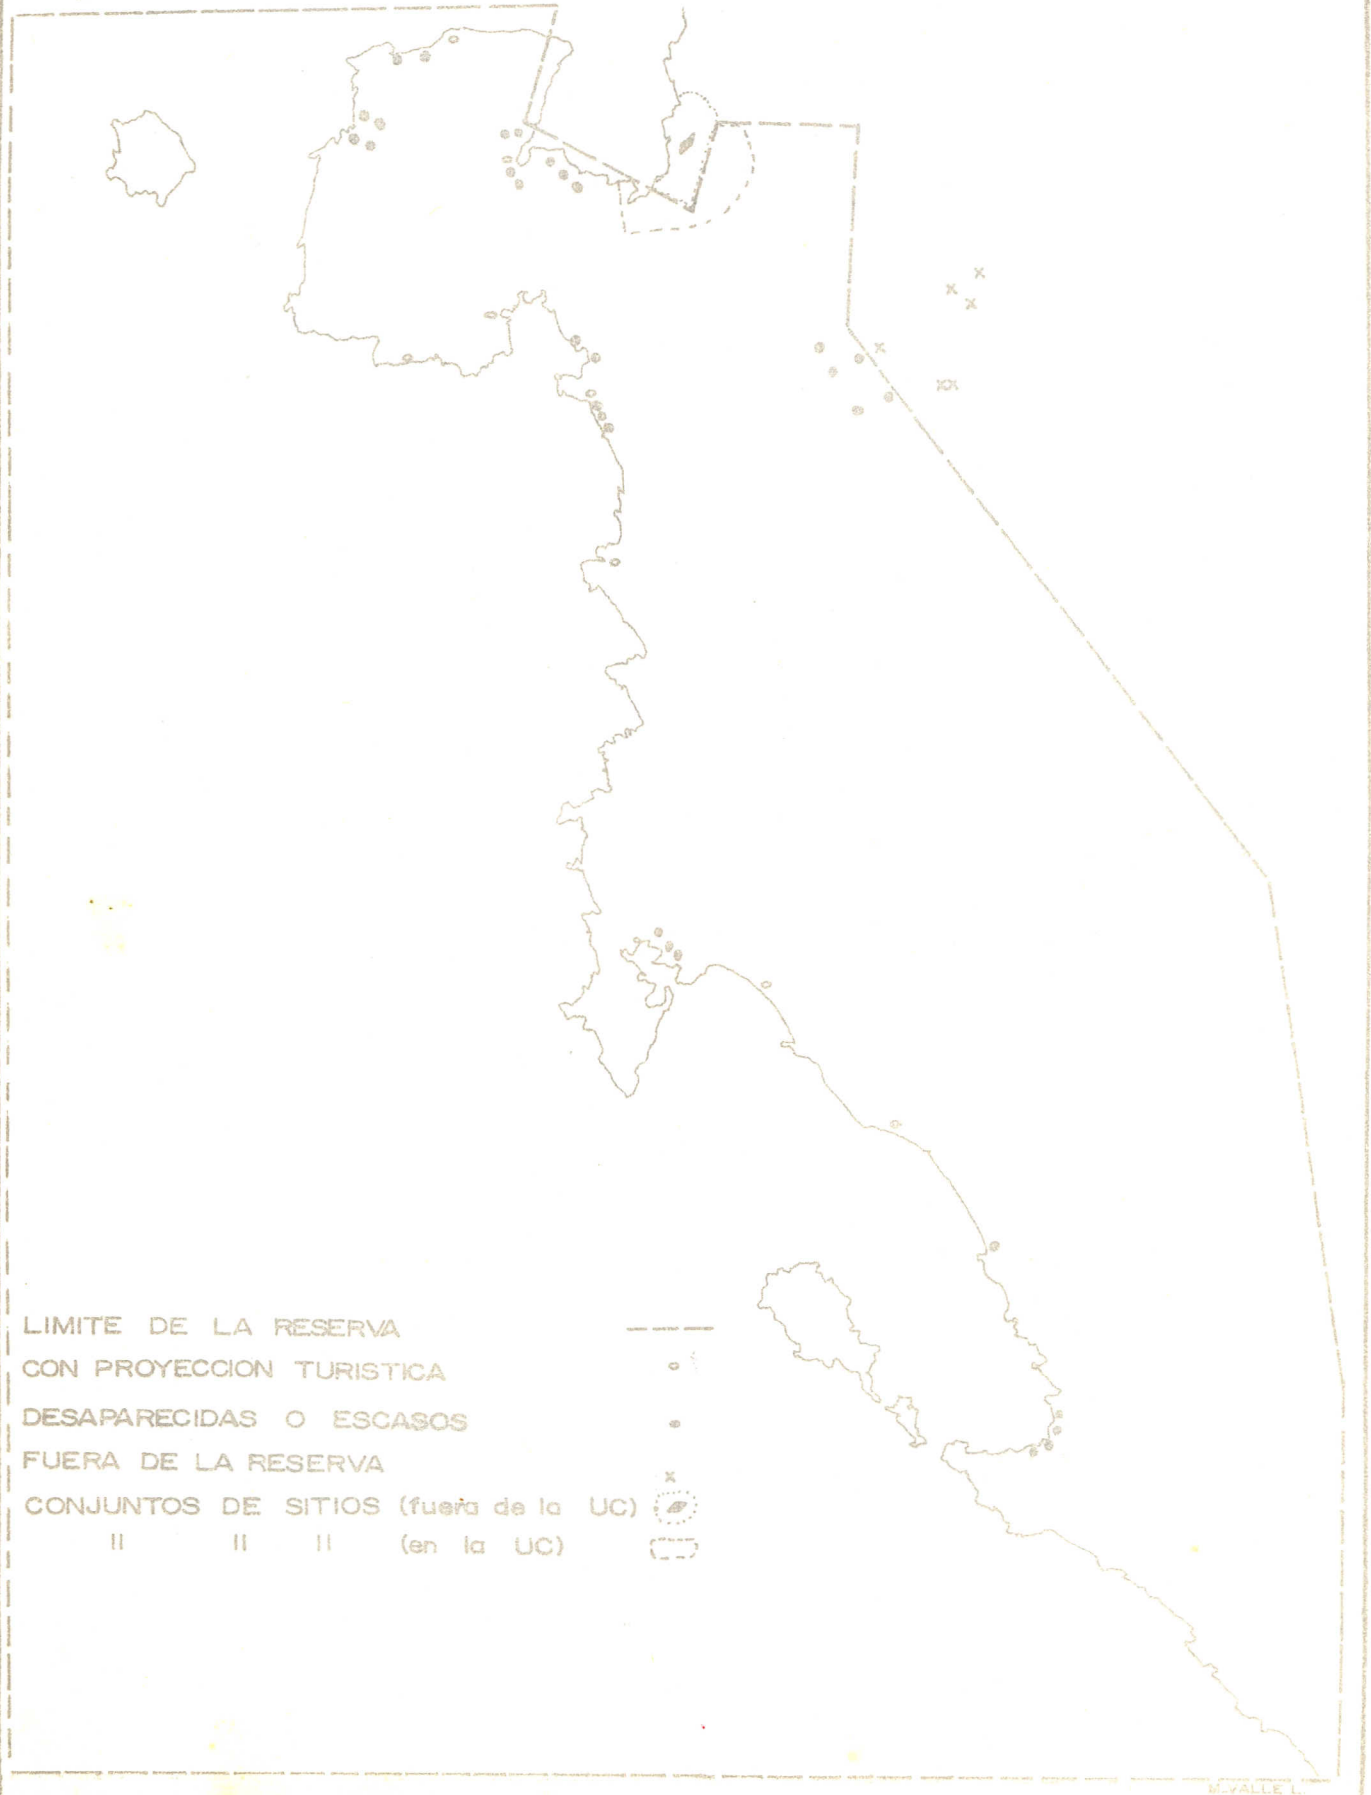 LIMITE DE LA RESERVA
CON PROYECCION TURISTICA
DESAPARECIDAS O ESCASOS
FUERA DE LA RESERVA
CONJUNTOS DE SITIOS (fuera de la UC)
" " " (en la UC)
M.VALLE L.